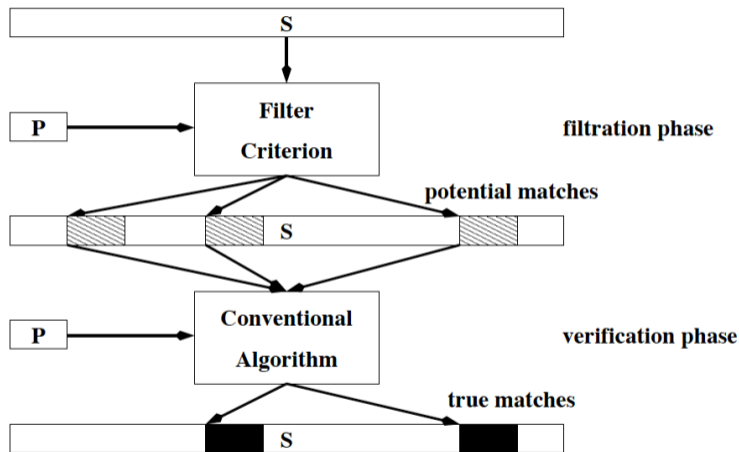 S
Filter
P
Criterion
filtration phase
potential matches
S
Conventional
P
Algorithm
verification phase
true matches
S